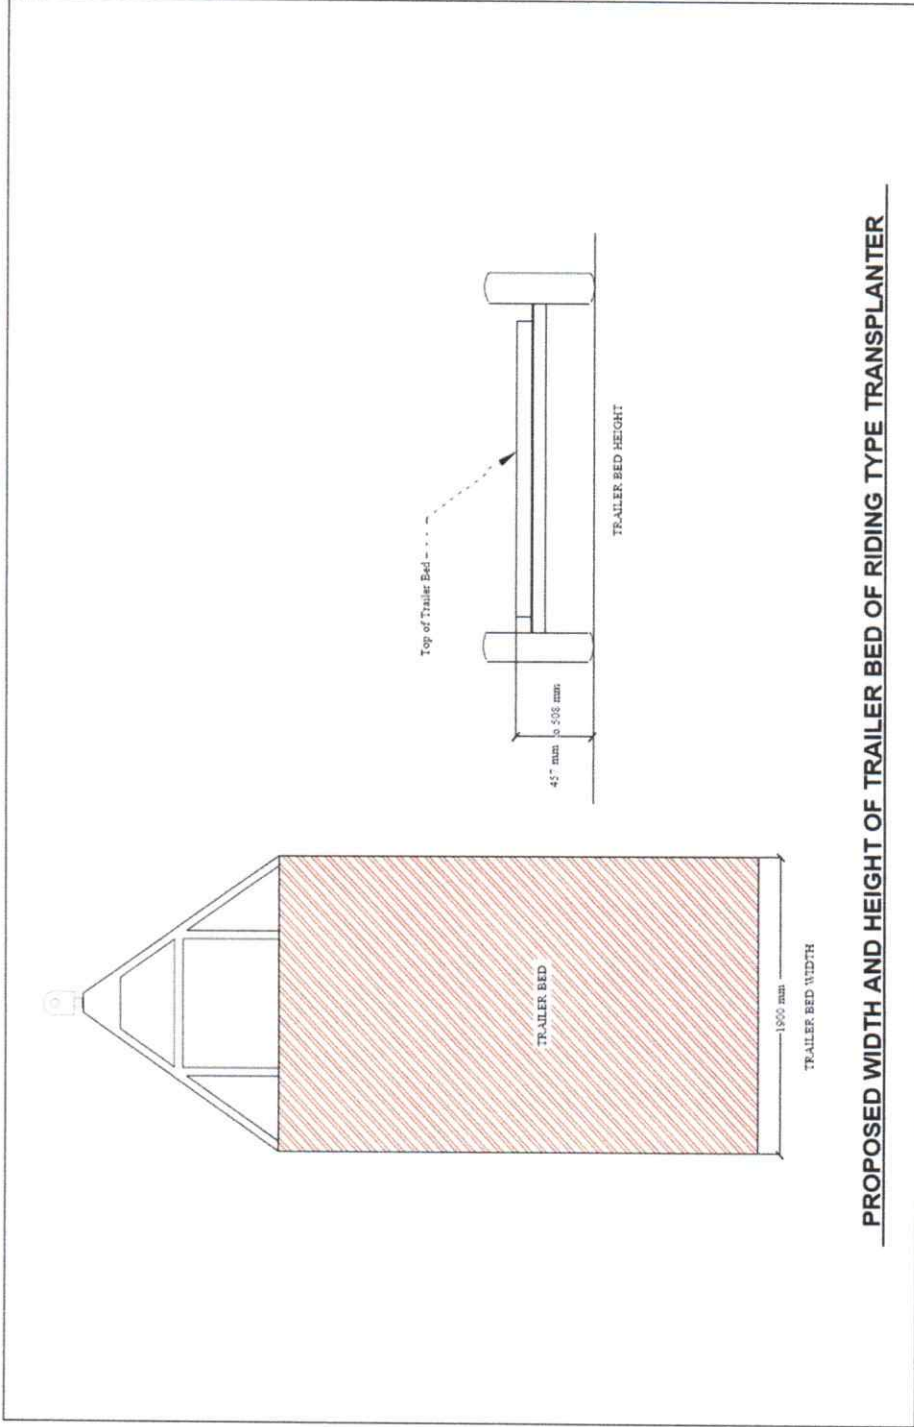 TRAILER BED
1900 mm
TRAILER BED WIDTH
Top of Trailer Bed
457 mm to 508 mm
TRAILER BED HEIGHT
PROPOSED WIDTH AND HEIGHT OF TRAILER BED OF RIDING TYPE TRANSPLANTER